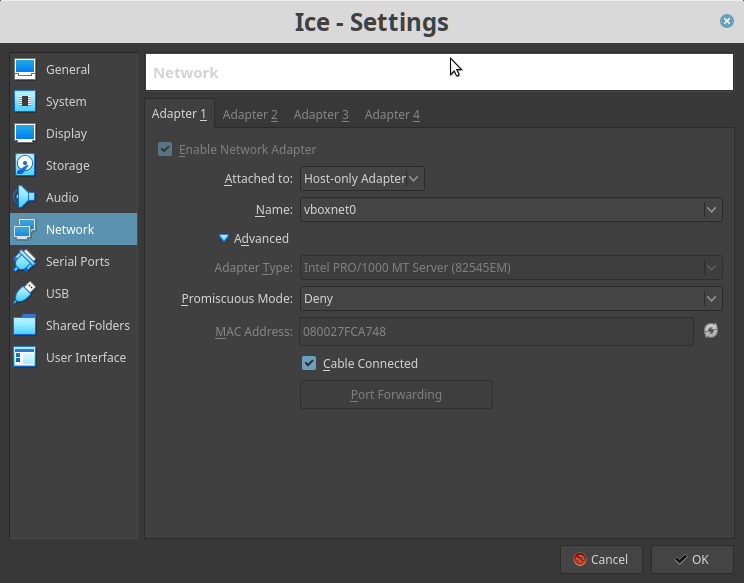 Ice - Settings
General
System
Display
Storage
Audio
Network
Serial Ports
USB
Shared Folders
User Interface
Network
Adapter 1 Adapter 2 Adapter 3 Adapter 4
Enable Network Adapter
Attached to: Host-only Adapter
Name: vboxnet0
Advanced
Adapter Type: Intel PRO/1000 MT Server (82545EM)
Promiscuous Mode: Deny
MAC Address: 080027FCA748
Cable Connected
Port Forwarding
Cancel OK